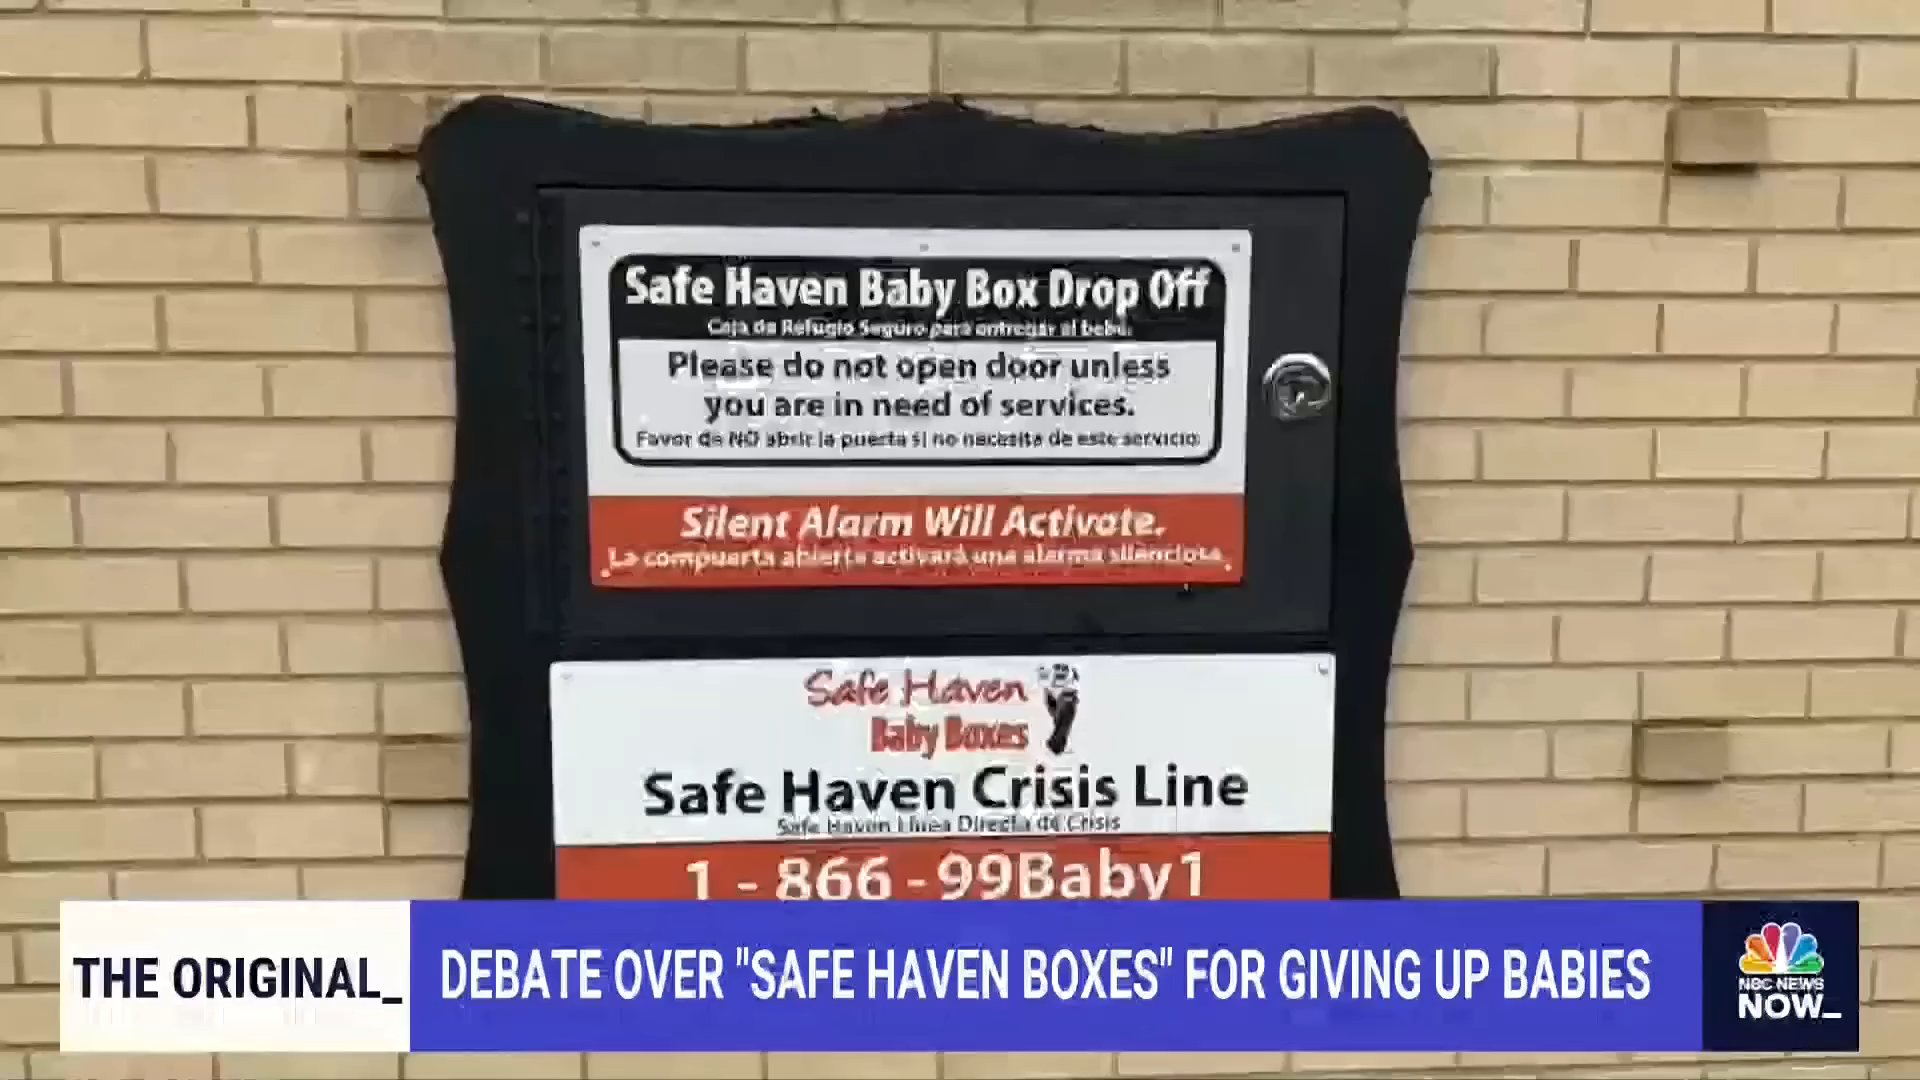 Safe Haven Baby Box Drop Off
Caja de Refugio Seguro para entregar al bebé.
Please do not open door unless
you are in need of services.
Favor de NO abrir la puerta si no necesita de este servicio
Silent Alarm Will Activate.
La compuerta abierta activará una alarma silenciosa.
Safe Haven
Baby Boxes
Safe Haven Crisis Line
Safe Haven Linea Directa de Crisis
1 - 866 - 99Baby1
THE ORIGINAL_
DEBATE OVER "SAFE HAVEN BOXES" FOR GIVING UP BABIES
NBC NEWS
NOW_